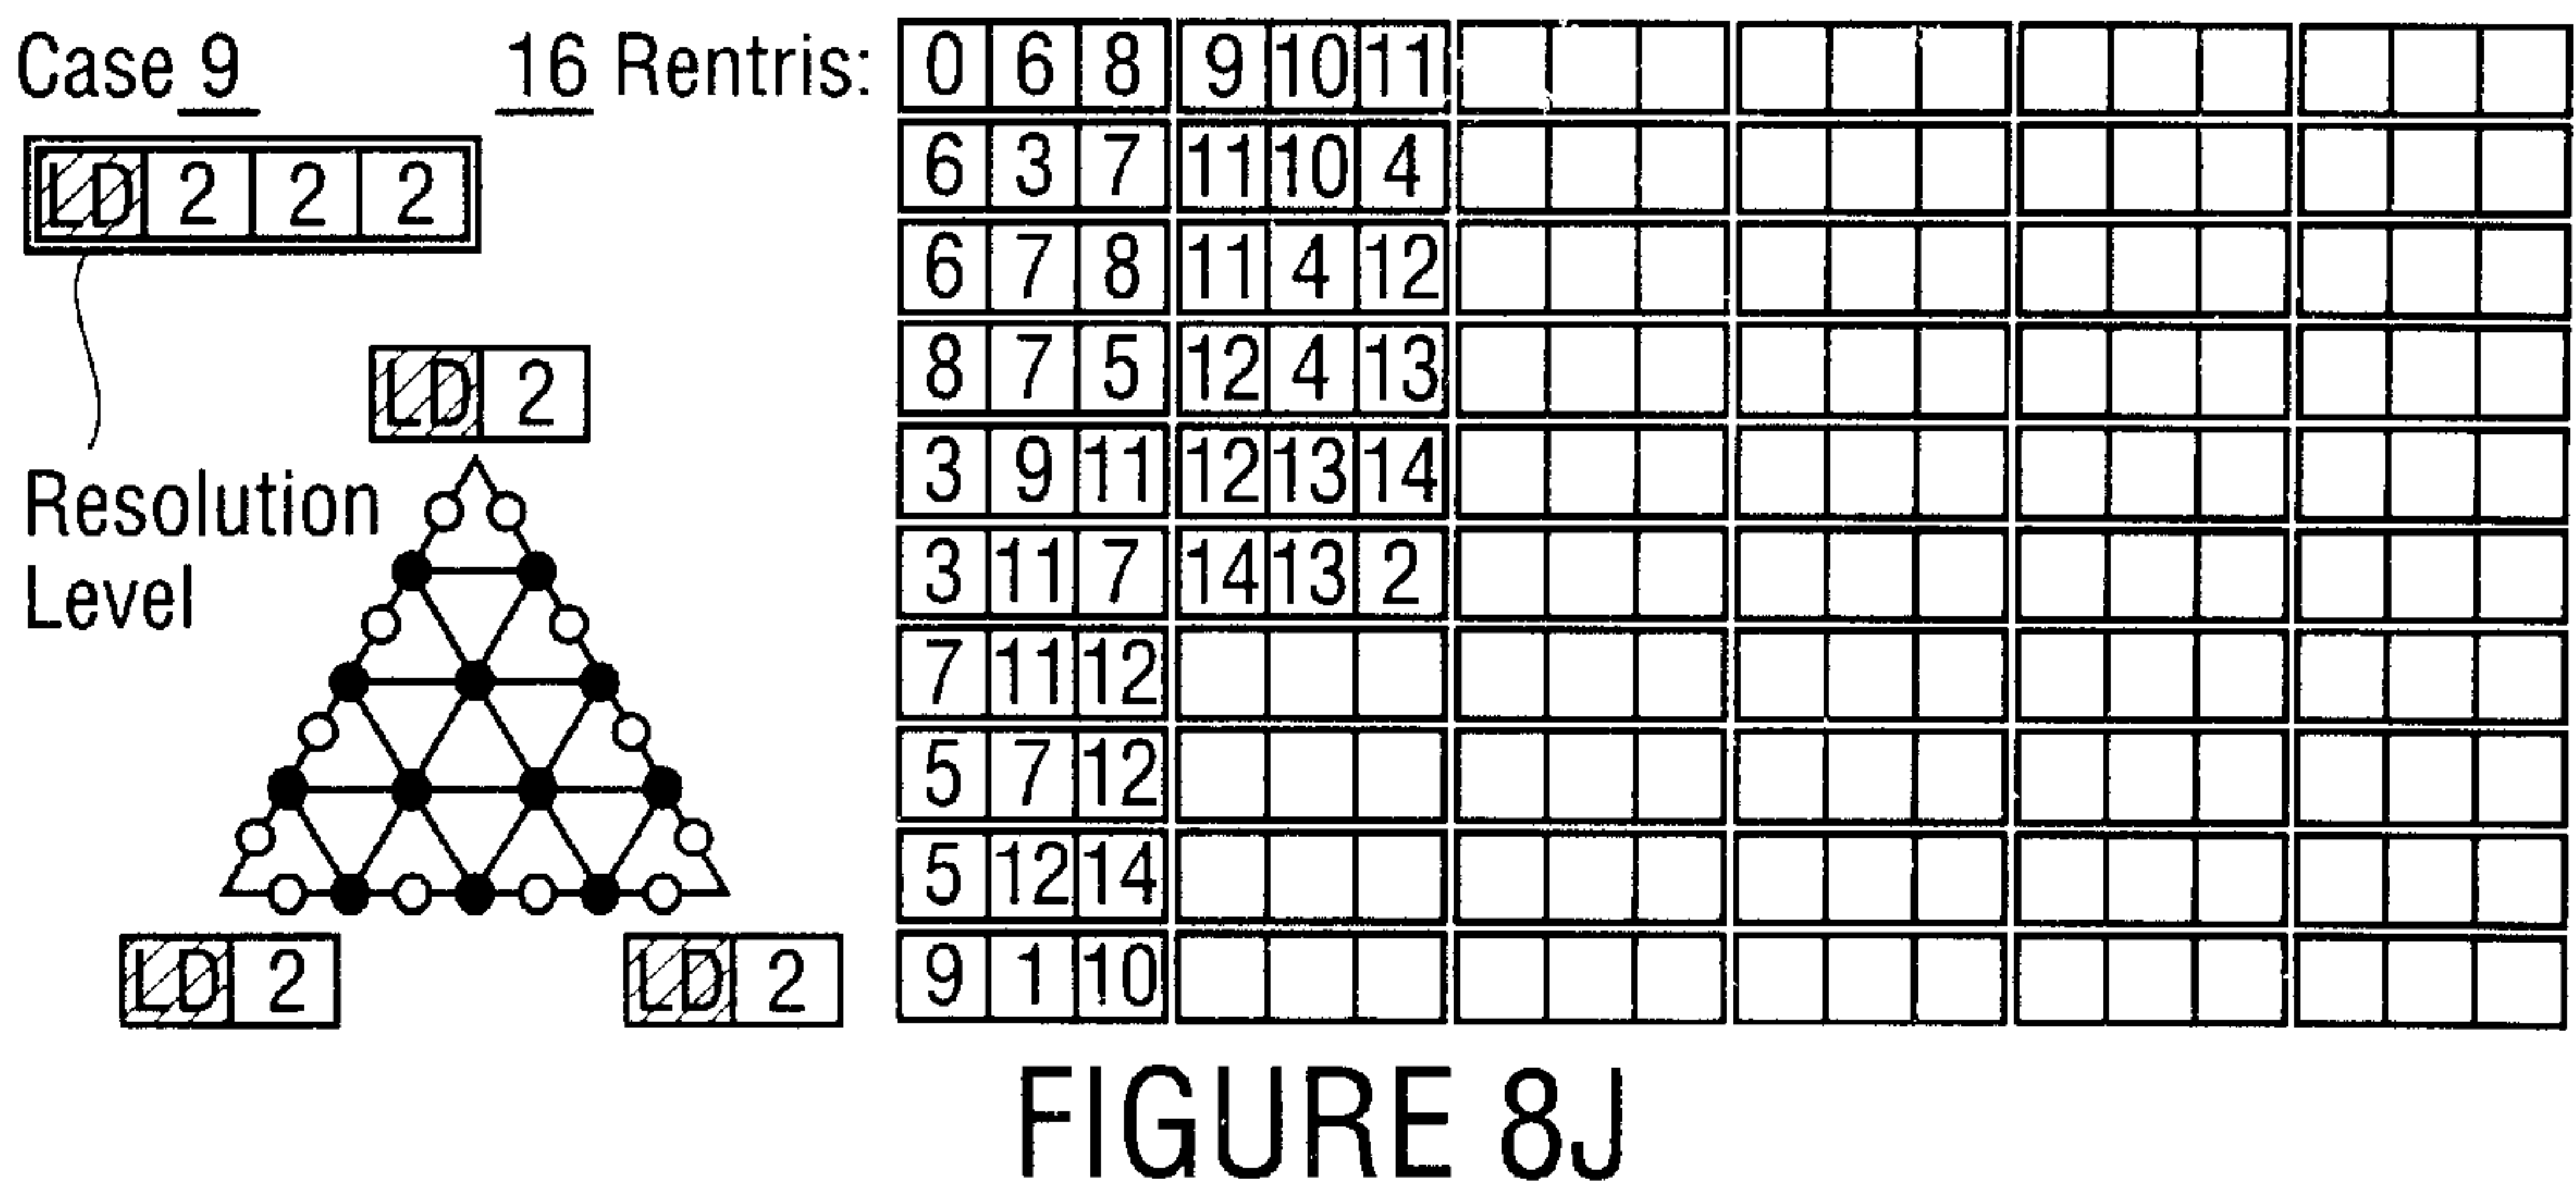 Case 9 16 Rentris: 0 6 8 9 10 11
6 3 7 11 10 4
LD 2 2 2
6 7 8 11 4 12
8 7 5 12 4 13
LD 2
3 9 11 12 13 14
Resolution
Level
3 11 7 14 13 2
7 11 12
5 7 12
5 12 14
9 1 10
LD 2 LD 2
FIGURE 8J